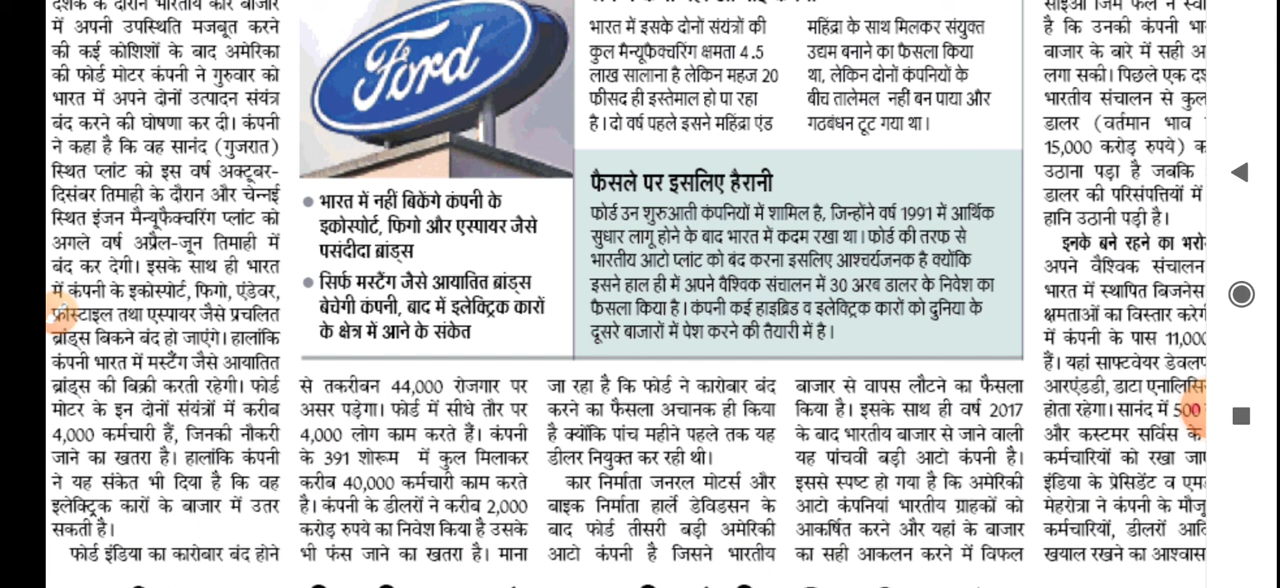 में अपनी उपस्थिति मजबूत करने
की कई कोशिशों के बाद अमेरिका
की फोर्ड मोटर कंपनी ने गुरुवार को
भारत में अपने दोनों उत्पादन संयंत्र
बंद करने की घोषणा कर दी। कंपनी
ने कहा है कि वह सानंद (गुजरात)
स्थित प्लांट को इस वर्ष अक्टूबर-
दिसंबर तिमाही के दौरान और चेन्नई
स्थित इंजन मैन्यूफैक्चरिंग प्लांट को
अगले वर्ष अप्रैल-जून तिमाही में
बंद कर देगी। इसके साथ ही भारत
में कंपनी के इकोस्पोर्ट, फिगो, एंडेवर,
फ्रीस्टाइल तथा एस्पायर जैसे प्रचलित
ब्रांड्स बिकने बंद हो जाएंगे। हालांकि
कंपनी भारत में मस्टैंग जैसे आयातित
ब्रांड्स की बिक्री करती रहेगी। फोर्ड
मोटर के इन दोनों संयंत्रों में करीब
4,000 कर्मचारी हैं, जिनकी नौकरी
जाने का खतरा है। हालांकि कंपनी
ने यह संकेत भी दिया है कि वह
इलेक्ट्रिक कारों के बाजार में उतर
सकती है।
फोर्ड इंडिया का कारोबार बंद होने
Ford
भारत में नहीं बिकेंगे कंपनी के
इकोस्पोर्ट, फिगो और एस्पायर जैसे
पसंदीदा ब्रांड्स
सिर्फ मस्टैंग जैसे आयातित ब्रांड्स
बेचेगी कंपनी, बाद में इलेक्ट्रिक कारों
के क्षेत्र में आने के संकेत
भारत में इसके दोनों संयंत्रों की
कुल मैन्यूफैक्चरिंग क्षमता 4.5
लाख सालाना है लेकिन महज 20
फीसद ही इस्तेमाल हो पा रहा
है। दो वर्ष पहले इसने महिंद्रा एंड
महिंद्रा के साथ मिलकर संयुक्त
उद्यम बनाने का फैसला किया
था, लेकिन दोनों कंपनियों के
बीच तालेमल नहीं बन पाया और
गठबंधन टूट गया था।
फैसले पर इसलिए हैरानी
फोर्ड उन शुरुआती कंपनियों में शामिल है, जिन्होंने वर्ष 1991 में आर्थिक
सुधार लागू होने के बाद भारत में कदम रखा था। फोर्ड की तरफ से
भारतीय आटो प्लांट को बंद करना इसलिए आश्चर्यजनक है क्योंकि
इसने हाल ही में अपने वैश्विक संचालन में 30 अरब डालर के निवेश का
फैसला किया है। कंपनी कई हाइब्रिड व इलेक्ट्रिक कारों को दुनिया के
दूसरे बाजारों में पेश करने की तैयारी में है।
से तकरीबन 44,000 रोजगार पर
असर पड़ेगा। फोर्ड में सीधे तौर पर
4,000 लोग काम करते हैं। कंपनी
के 391 शोरूम में कुल मिलाकर
करीब 40,000 कर्मचारी काम करते
है। कंपनी के डीलरों ने करीब 2,000
करोड़ रुपये का निवेश किया है उसके
भी फंस जाने का खतरा है। माना
जा रहा है कि फोर्ड ने कारोबार बंद
करने का फैसला अचानक ही किया
है क्योंकि पांच महीने पहले तक यह
डीलर नियुक्त कर रही थी।
कार निर्माता जनरल मोटर्स और
बाइक निर्माता हार्ले डेविडसन के
बाद फोर्ड तीसरी बड़ी अमेरिकी
आटो कंपनी है जिसने भारतीय
बाजार से वापस लौटने का फैसला
किया है। इसके साथ ही वर्ष 2017
के बाद भारतीय बाजार से जाने वाली
यह पांचवीं बड़ी आटो कंपनी है।
इससे स्पष्ट हो गया है कि अमेरिकी
आटो कंपनियां भारतीय ग्राहकों को
आकर्षित करने और यहां के बाजार
का सही आकलन करने में विफल
है कि उनकी कंपनी
बाजार के बारे में सही
लगा सकी। पिछले एक
भारतीय संचालन से कुल
डालर (वर्तमान भाव
15,000 करोड़ रुपये)
उठाना पड़ा है जबकि
डालर की परिसंपत्तियों में
हानि उठानी पड़ी है।
इनके बने रहने का
अपने वैश्विक संचालन
भारत में स्थापित बिजनेस
क्षमताओं का विस्तार
में कंपनी के पास
हैं। यहां साफ्टवेयर
आरएंडडी, डाटा
होता रहेगा। सानंद में 500
और कस्टमर सर्विस के
कर्मचारियों को रखा
इंडिया के प्रेसिडेंट व
मेहरोत्रा ने कंपनी के
कर्मचारियों, डीलरों
खयाल रखने का